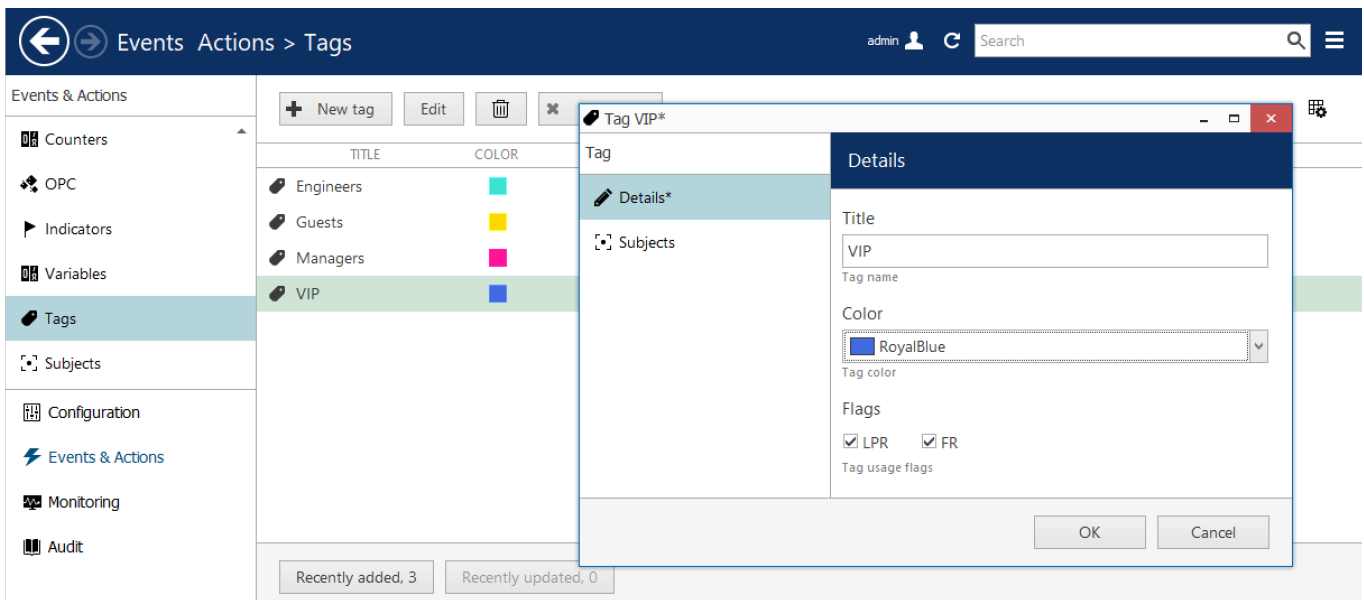 Events Actions > Tags
admin
Search
Events & Actions
Counters
OPC
Indicators
Variables
Tags
Subjects
Configuration
Events & Actions
Monitoring
Audit
New tag
Edit
TITLE COLOR
Engineers
Guests
Managers
VIP
Recently added, 3
Recently updated, 0
Tag VIP*
Tag
Details*
Subjects
Details
Title
VIP
Tag name
Color
RoyalBlue
Tag color
Flags
LPR FR
Tag usage flags
OK
Cancel